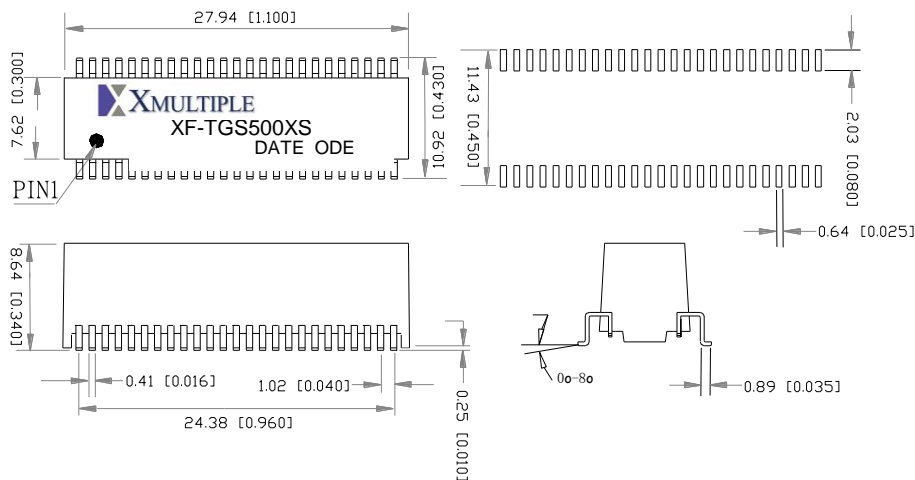 27.94 [1.100]
7.62 [0.300]
XMULTIPLE
XF-TGS500XS
DATE ODE
PIN1
10.92 [0.430]
11.43 [0.450]
2.03 [0.080]
0.64 [0.025]
8.64 [0.340]
0.41 [0.016]
1.02 [0.040]
24.38 [0.960]
0.25 [0.010]
0o-8o
0.89 [0.035]